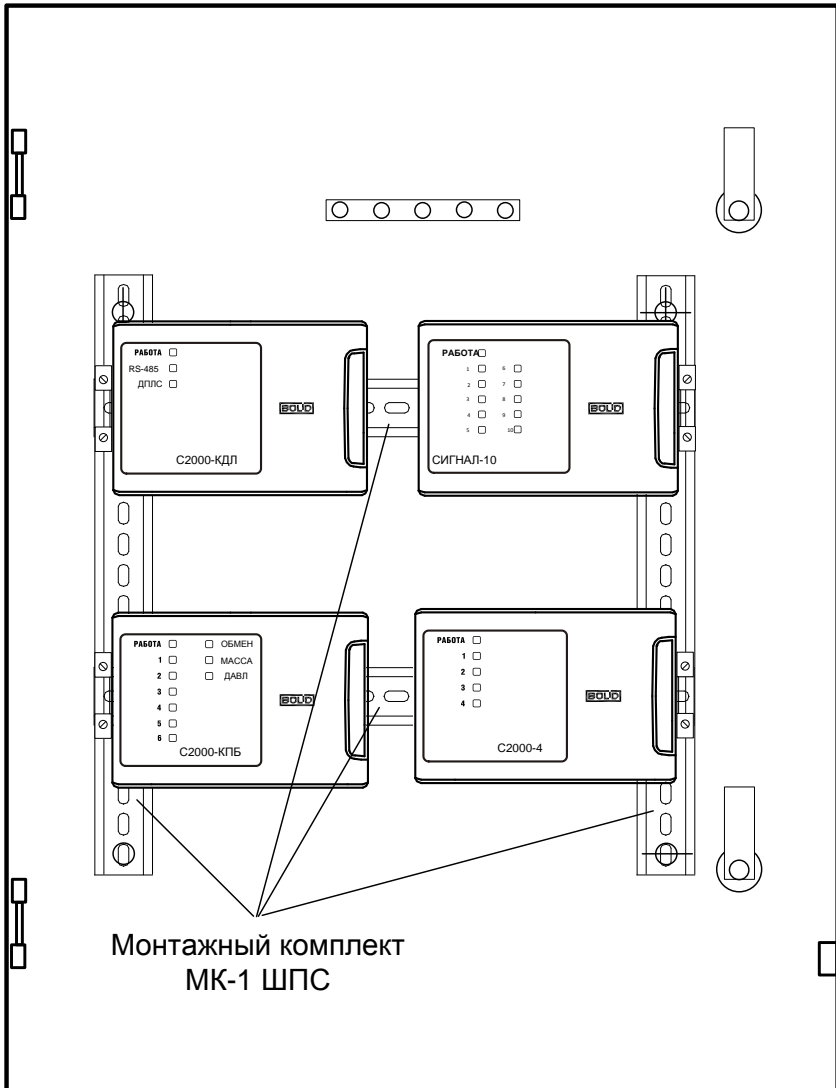 РАБОТА
RS-485
ДПЛС
BOLID
С2000-КДЛ
РАБОТА
1 6
2 7
3 8
4 9
5 10
BOLID
СИГНАЛ-10
РАБОТА ОБМЕН
1 МАССА
2 ДАВЛ
3
4
5
6
BOLID
С2000-КПБ
РАБОТА
1
2
3
4
BOLID
С2000-4
Монтажный комплект
МК-1 ШПС